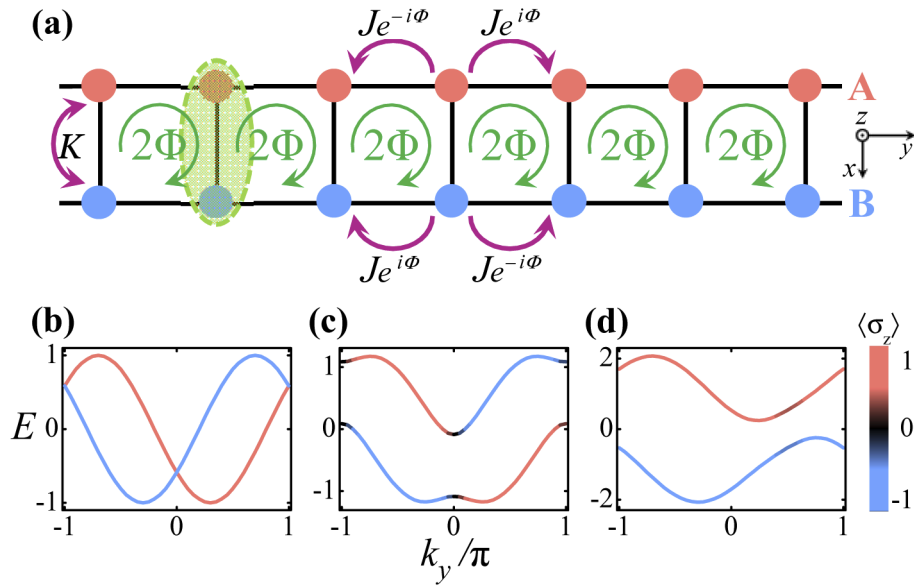 (a)
Je^{-iΦ} Je^{iΦ}
A
K 2Φ 2Φ 2Φ 2Φ 2Φ 2Φ
z
y
x
B
Je^{iΦ} Je^{-iΦ}
(b) (c) (d) ⟨σ_z⟩
E 1 0 -1
-1 0 1
1 0 -1
-1 0 1
2 0 -2
-1 0 1
1 0 -1
k_y/π